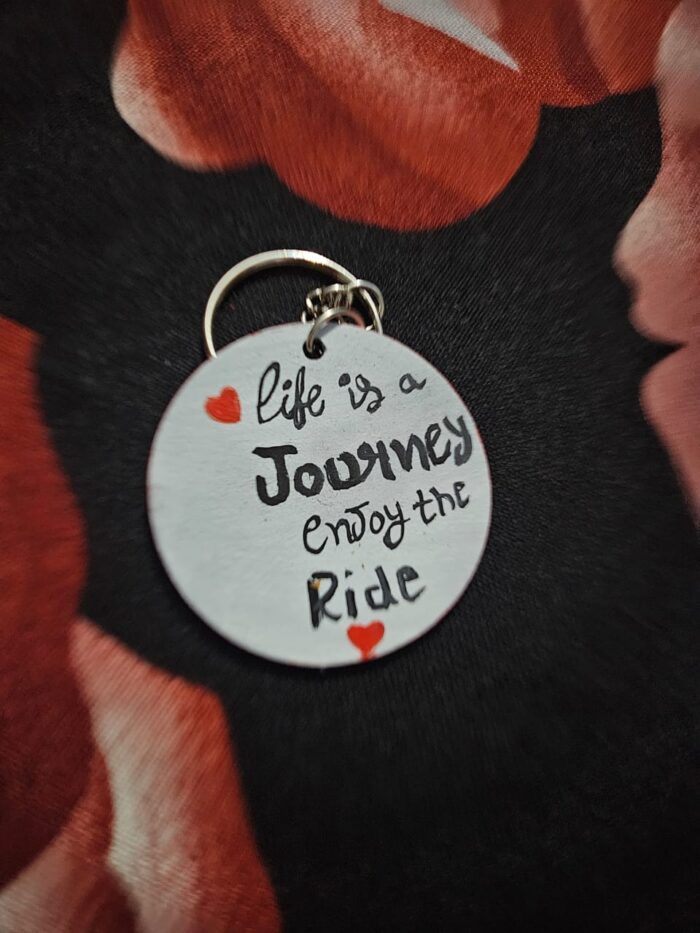 life is a
Journey
enjoy the
Ride